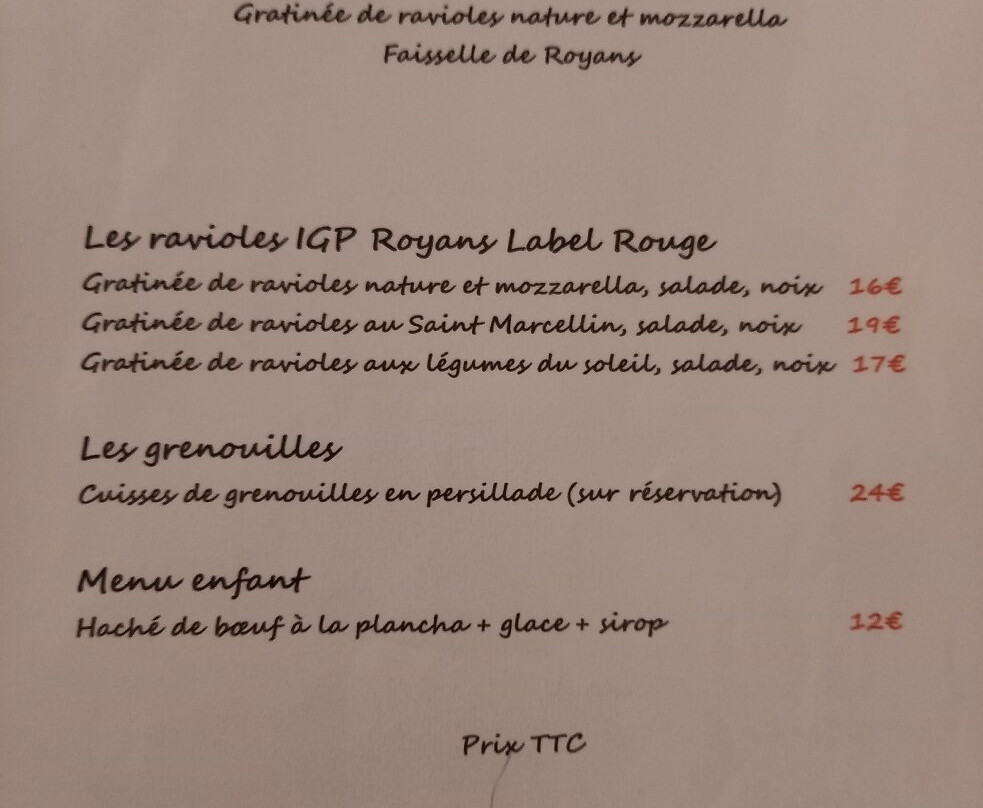 Gratinée de ravioles nature et mozzarella
Faisselle de Royans
Les ravioles IGP Royans Label Rouge
Gratinée de ravioles nature et mozzarella, salade, noix 16€
Gratinée de ravioles au Saint Marcellin, salade, noix 19€
Gratinée de ravioles aux légumes du soleil, salade, noix 17€
Les grenouilles
Cuisses de grenouilles en persillade (sur réservation) 24€
Menu enfant
Haché de bœuf à la plancha + glace + sirop 12€
Prix TTC